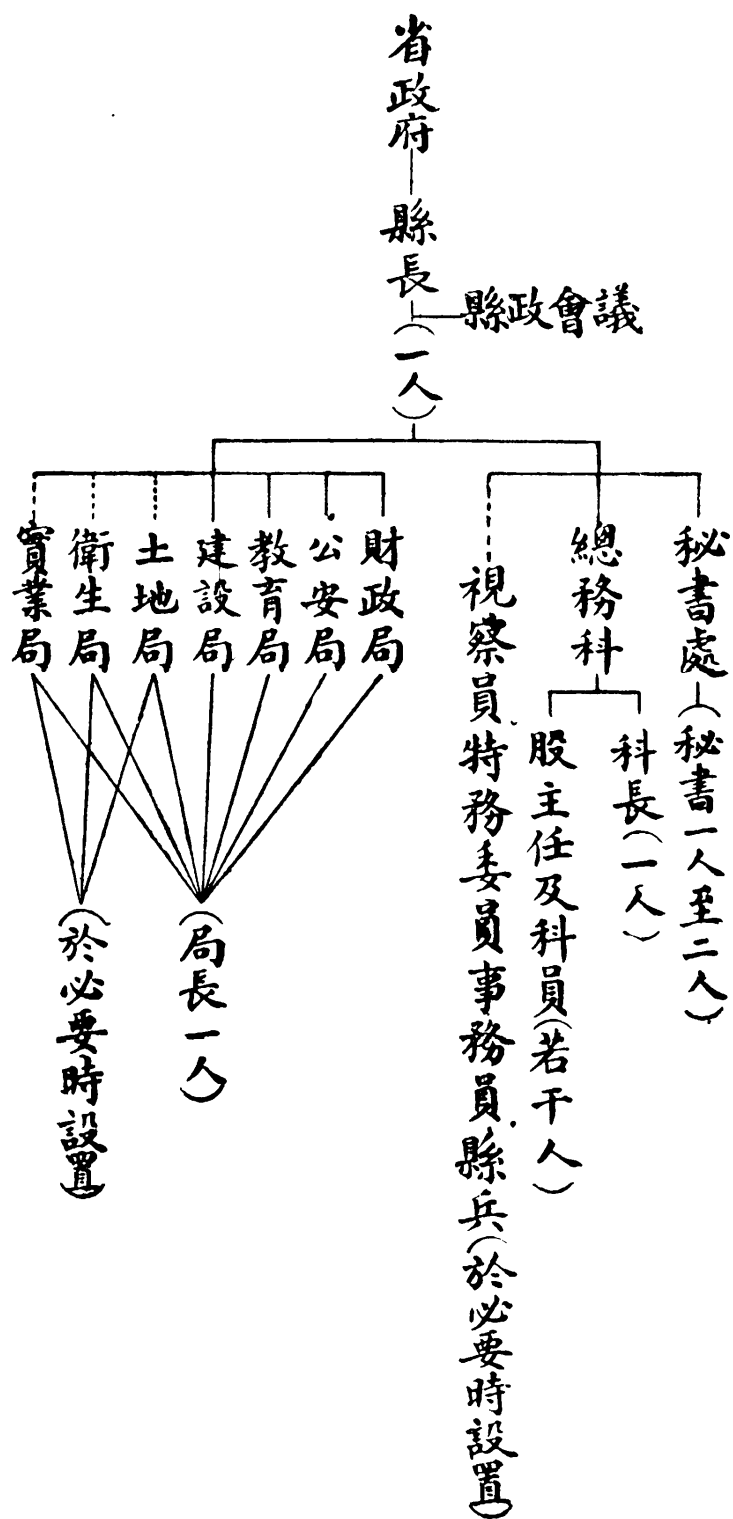 省政府
縣長
(一人)
縣政會議
秘書處
(秘書一人至二人)
總務科
科長(一人)
股主任及科員(若干人)
視察員特務委員事務員縣兵(於必要時設置)
財政局
公安局
教育局
建設局
土地局
衛生局
實業局
(局長一人)
(於必要時設置)